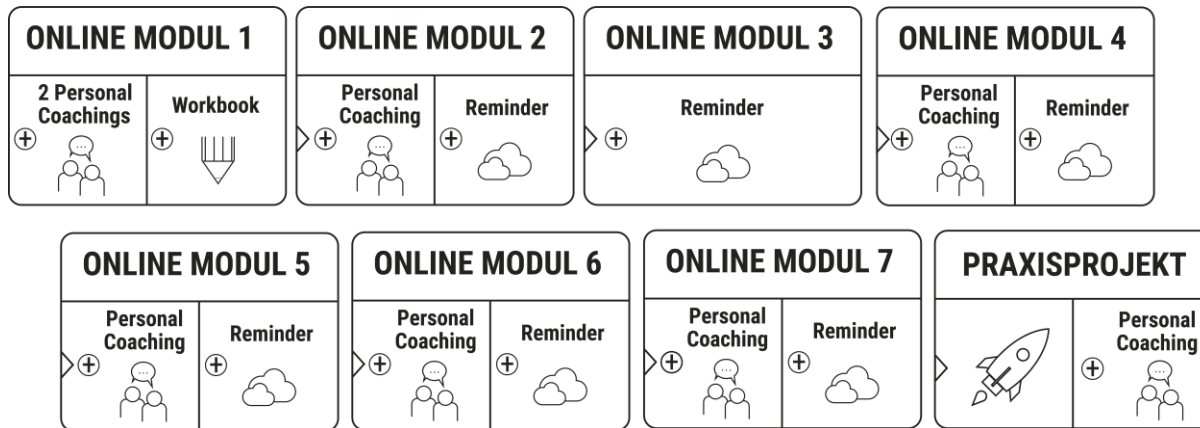 ONLINE MODUL 1
2 Personal
Coachings
Workbook
ONLINE MODUL 2
Personal
Coaching
Reminder
ONLINE MODUL 3
Reminder
ONLINE MODUL 4
Personal
Coaching
Reminder
ONLINE MODUL 5
Personal
Coaching
Reminder
ONLINE MODUL 6
Personal
Coaching
Reminder
ONLINE MODUL 7
Personal
Coaching
Reminder
PRAXISPROJEKT
Personal
Coaching